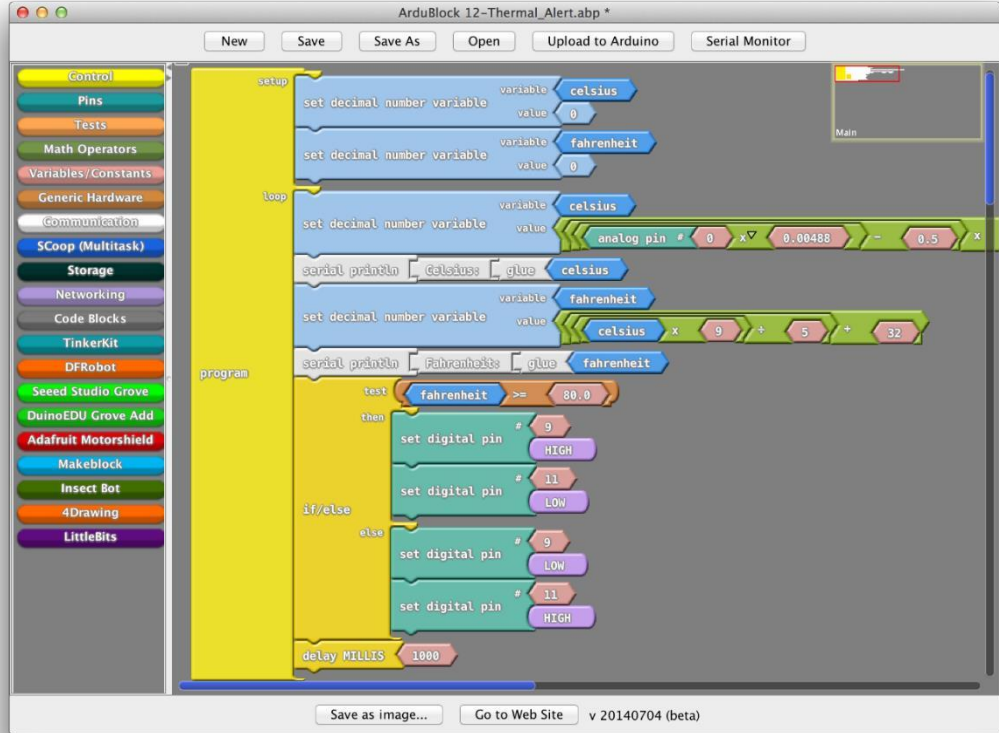 ArduBlock 12-Thermal_Alert.abp *
New Save Save As Open Upload to Arduino Serial Monitor
Control
Pins
Tests
Math Operators
Variables/Constants
Generic Hardware
Communication
SCoop (Multitask)
Storage
Networking
Code Blocks
TinkerKit
DFRobot
Seeed Studio Grove
DuinoEDU Grove Add
Adafruit Motorshield
Makeblock
Insect Bot
4Drawing
LittleBits
program
setup
set decimal number variable
variable celsius
value 0
set decimal number variable
variable fahrenheit
value 0
loop
set decimal number variable
variable celsius
value analog pin # 0 x 0.00488 - 0.5 x
serial println Celsius: glue celsius
set decimal number variable
variable fahrenheit
value celsius x 9 ÷ 5 + 32
serial println Fahrenheit: glue fahrenheit
if/else
test fahrenheit >= 80.0
then
set digital pin # 9
HIGH
set digital pin # 11
LOW
else
set digital pin # 9
LOW
set digital pin # 11
HIGH
delay MILLIS 1000
Main
Save as image... Go to Web Site v 20140704 (beta)